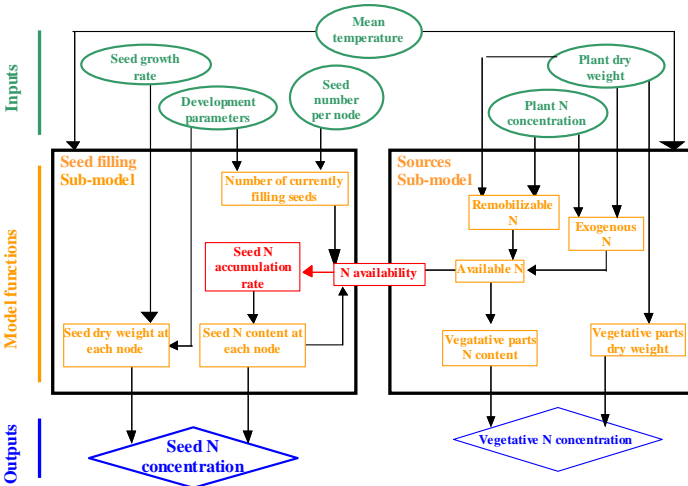 Inputs
Mean
temperature
Seed growth
rate
Development
parameters
Seed
number
per node
Plant dry
weight
Plant N
concentration
Model functions
Seed filling
Sub-model
Number of currently
filling seeds
Seed N
accumulation
rate
N availability
Seed dry weight at
each node
Seed N content at
each node
Sources
Sub-model
Remobilizable
N
Exogenous
N
Available N
Vegatative parts
N content
Vegetative parts
dry weight
Outputs
Seed N
concentration
Vegetative N concentration